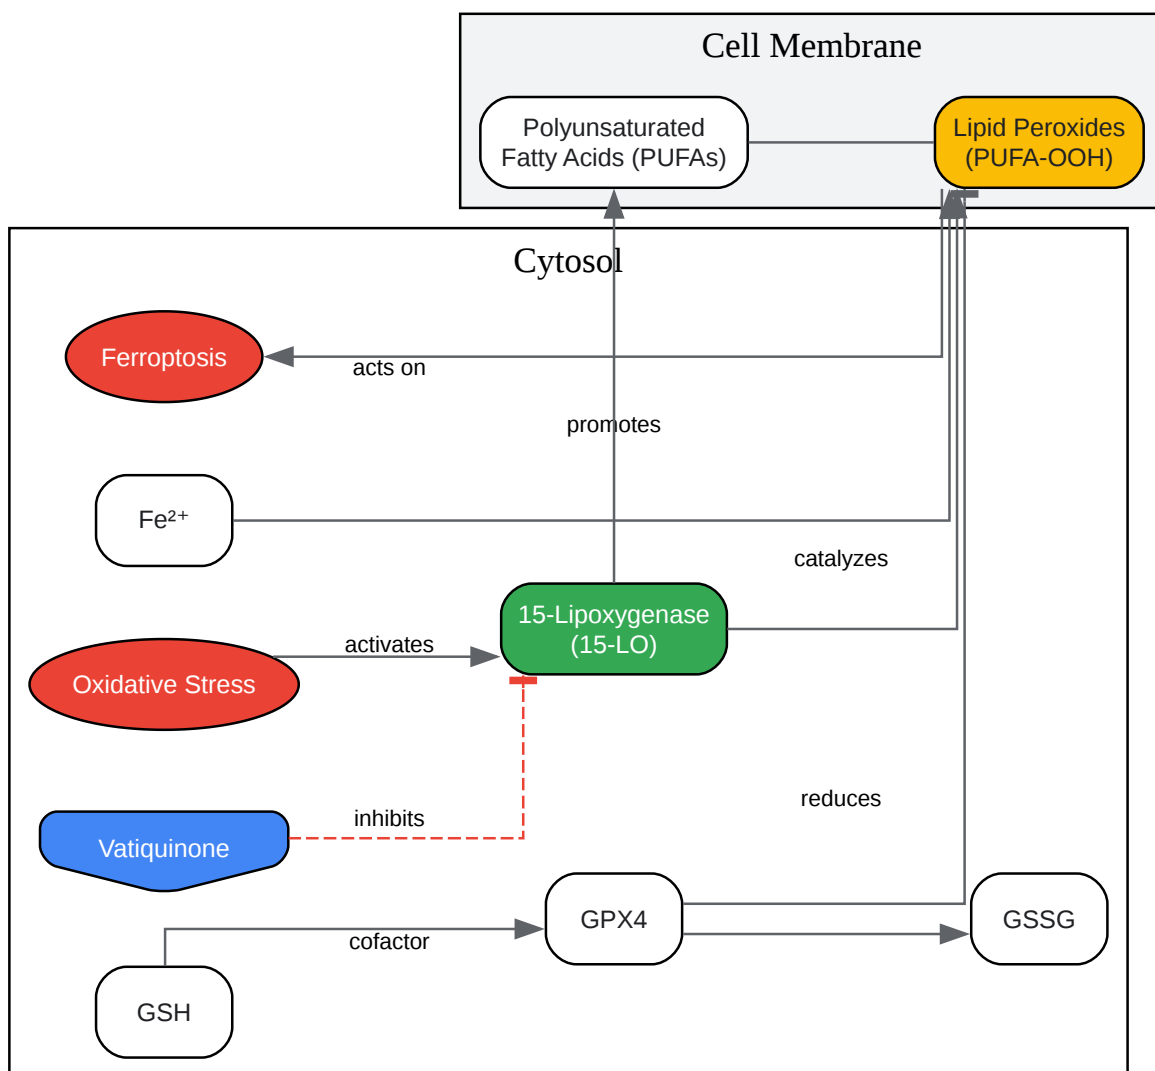 Cell Membrane
Polyunsaturated
Fatty Acids (PUFAs)
Lipid Peroxides
(PUFA-OOH)
Cytosol
Ferroptosis
acts on
promotes
Fe²⁺
catalyzes
15-Lipoxygenase
(15-LO)
activates
Oxidative Stress
inhibits
Vatiquinone
reduces
GPX4
GSSG
cofactor
GSH